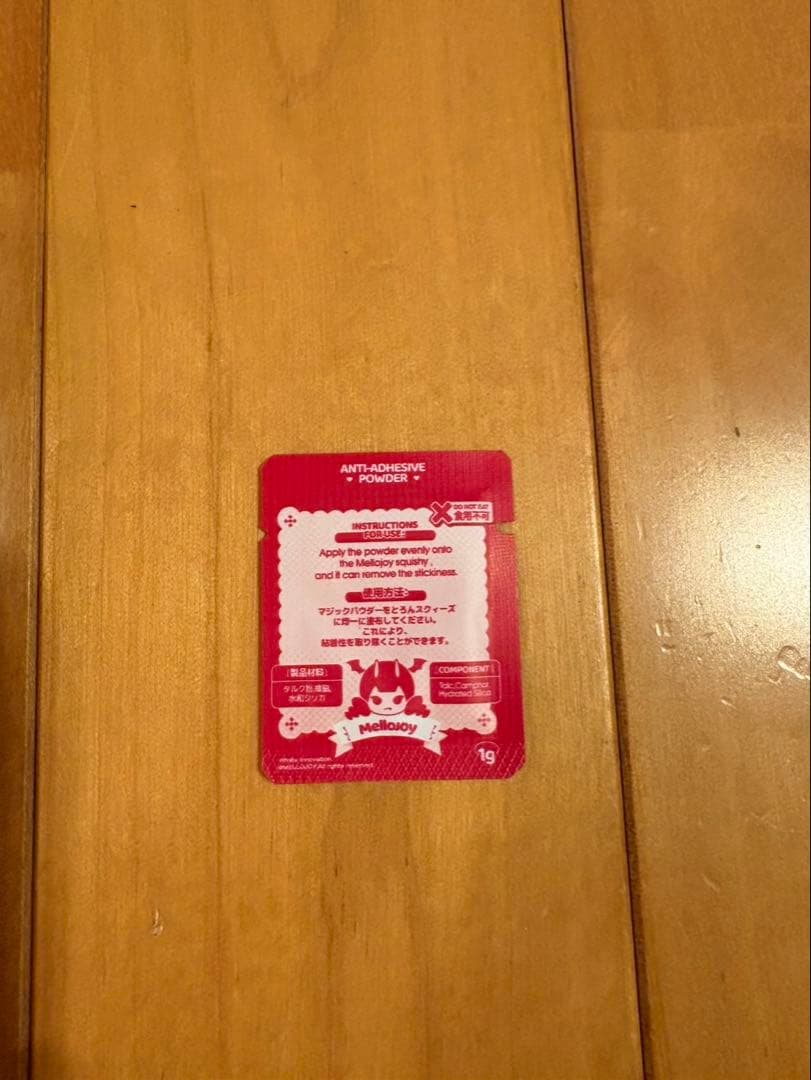 ANTI-ADHESIVE
♥ POWDER ♥
DO NOT EAT
食用不可
INSTRUCTIONS
FOR USE:
Apply the powder evenly onto
the Mellojoy squishy ,
and it can remove the stickiness.
使用方法:
マジックパウダーをとろんスクィーズ
に均一に塗布してください。
これにより、
粘着性を取り除くことができます。
[製品材料]
タルク粉,樟脳,
水和シリカ
[COMPONENT]
Talc,Camphor,
Hydrated Silica
MelloJoy
Innovation
All rights reserved.
1g